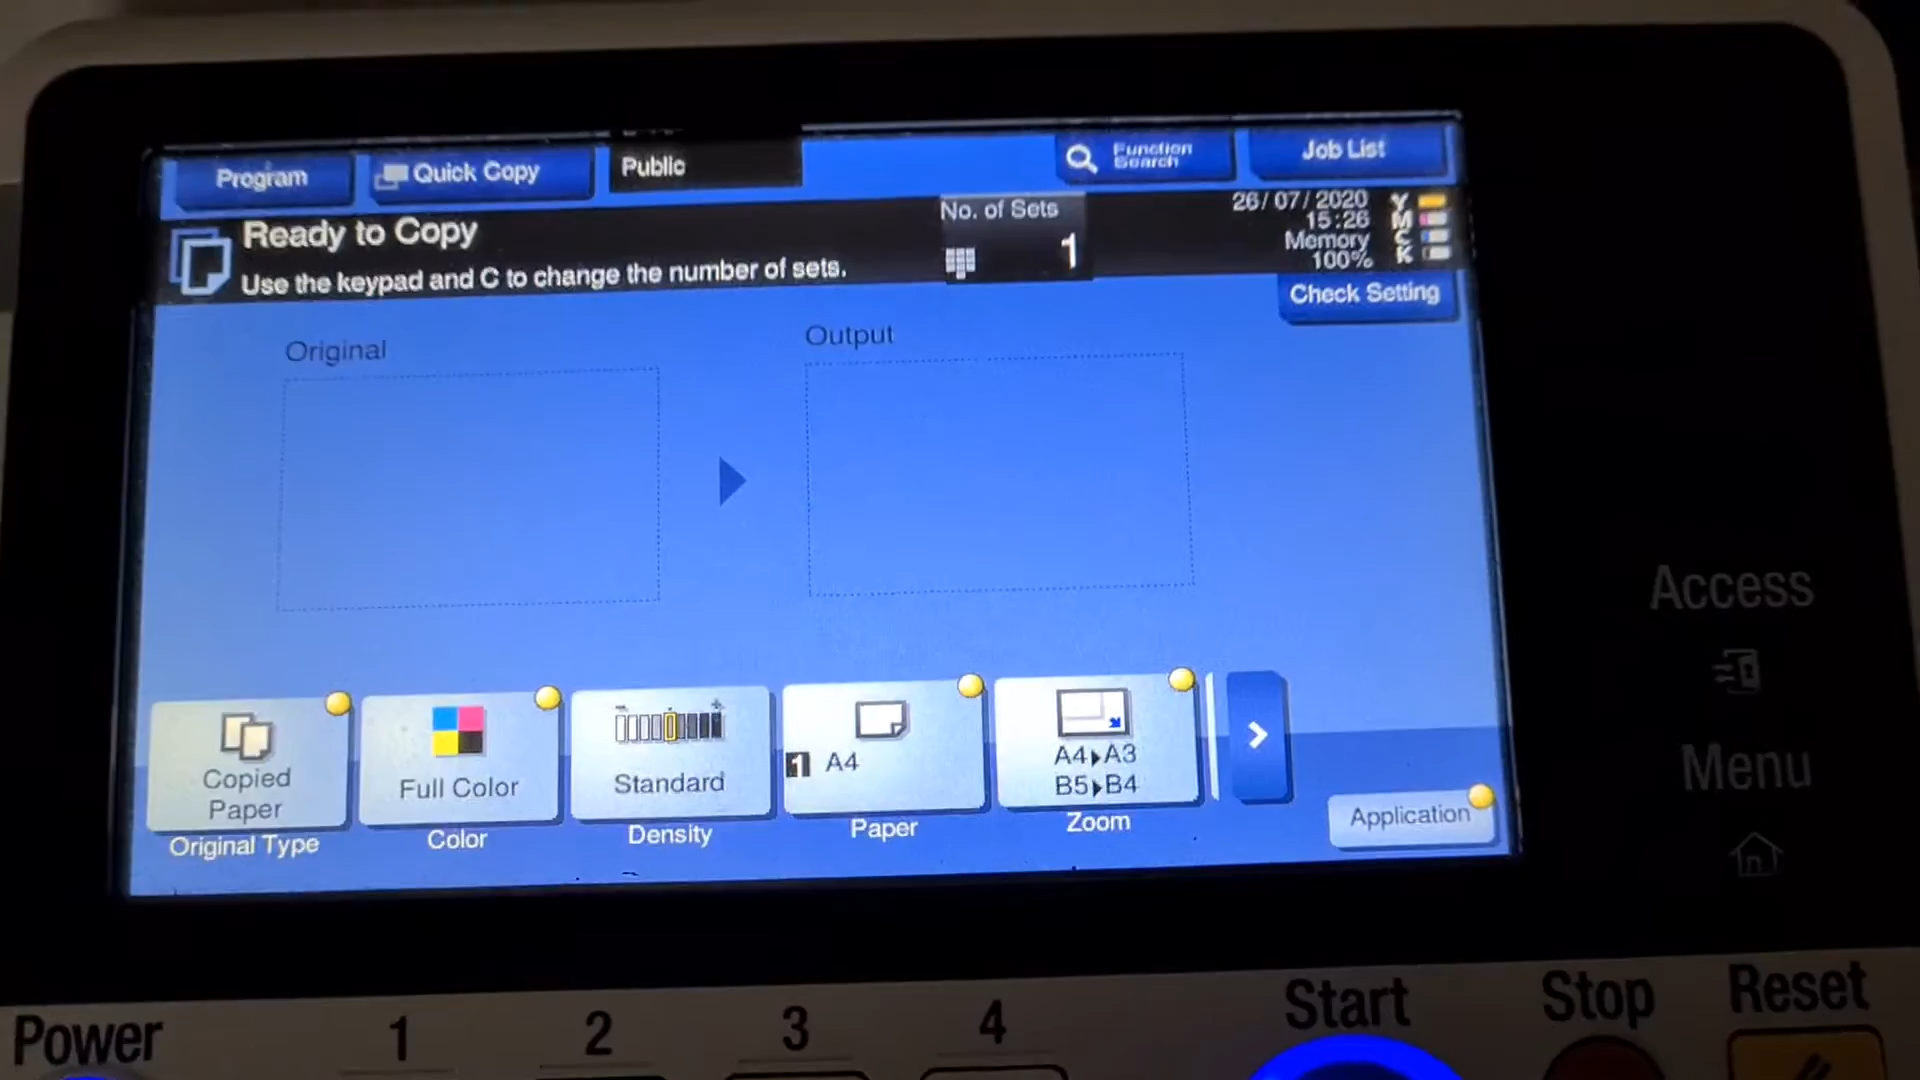 Program
Quick Copy
Public
Function Search
Job List
Ready to Copy
Use the keypad and C to change the number of sets.
No. of Sets
1
26/07/2020
15:26
Memory
100%
Y
M
C
K
Check Setting
Original
Output
Copied
Paper
Original Type
Full Color
Color
Standard
Density
1 A4
Paper
A4▶A3
B5▶B4
Zoom
Application
Access
Menu
Power
1
2
3
4
Start
Stop
Reset